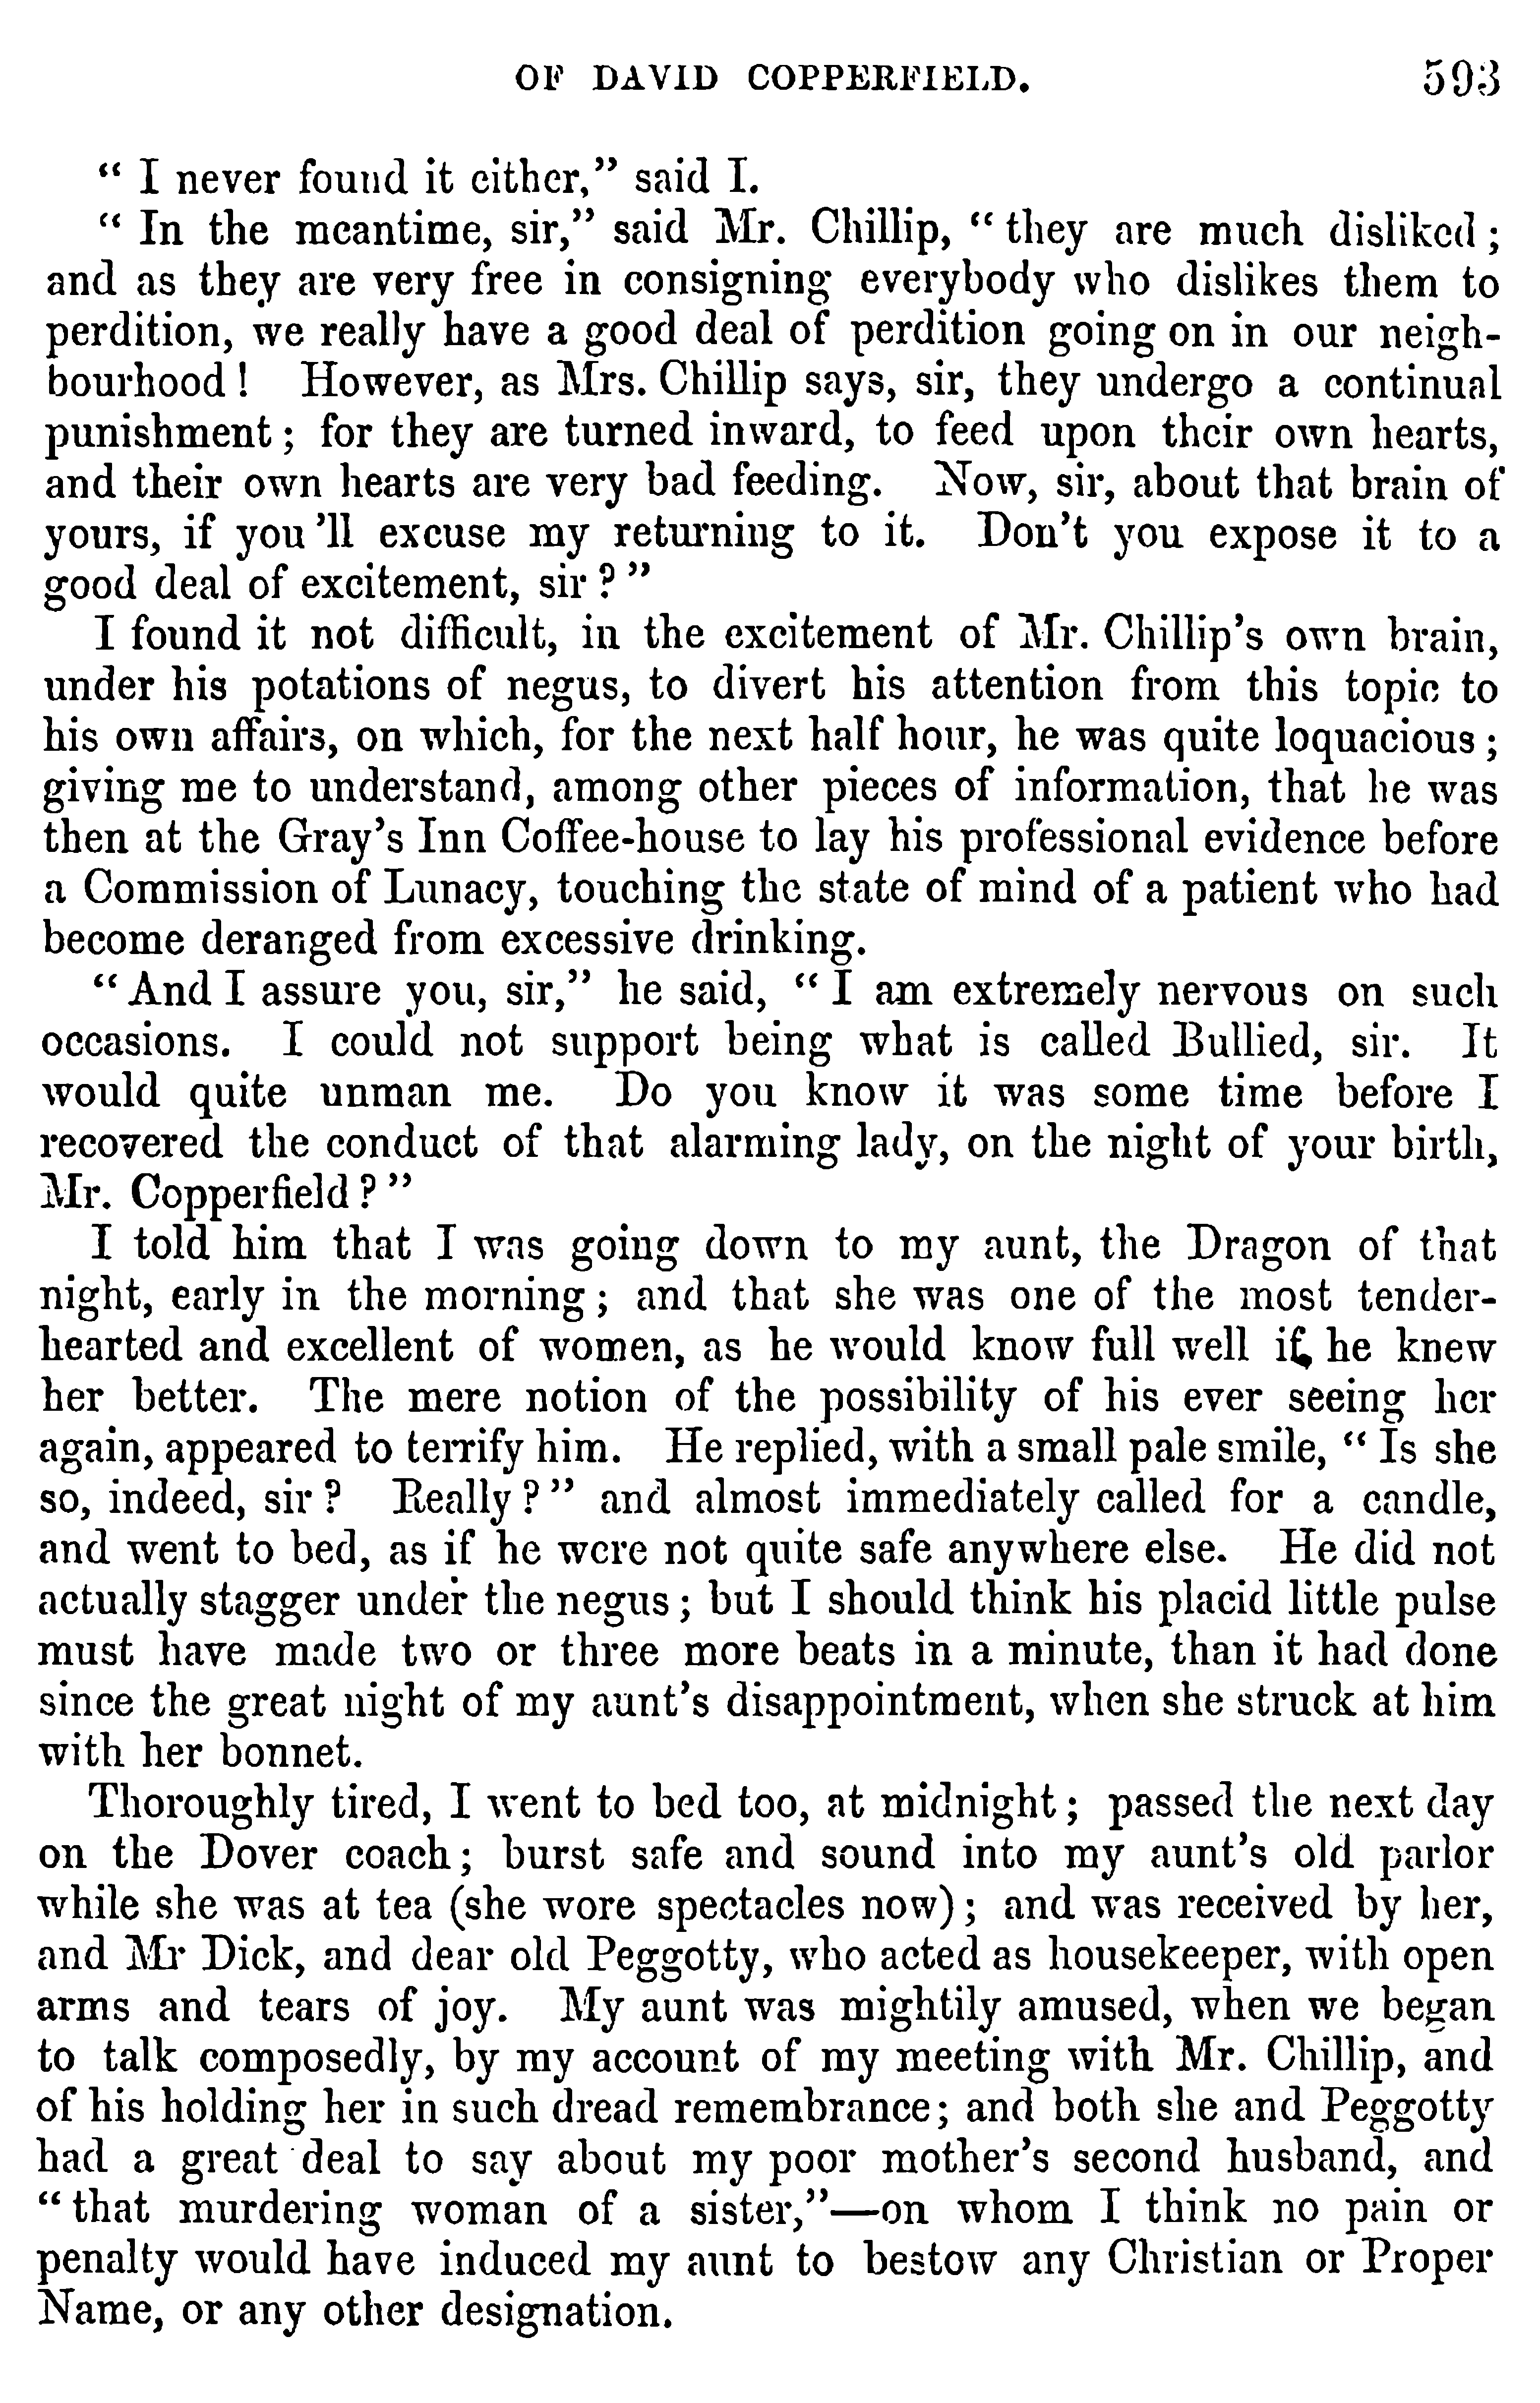 OF DAVID COPPERFIELD. 593
“ I never found it either,” said I.
“ In the meantime, sir,” said Mr. Chillip, “ they are much disliked ;
and as they are very free in consigning everybody who dislikes them to
perdition, we really have a good deal of perdition going on in our neigh-
bourhood ! However, as Mrs. Chillip says, sir, they undergo a continual
punishment ; for they are turned inward, to feed upon their own hearts,
and their own hearts are very bad feeding. Now, sir, about that brain of
yours, if you ’ll excuse my returning to it. Don’t you expose it to a
good deal of excitement, sir ? ”
I found it not difficult, in the excitement of Mr. Chillip’s own brain,
under his potations of negus, to divert his attention from this topic to
his own affairs, on which, for the next half hour, he was quite loquacious ;
giving me to understand, among other pieces of information, that he was
then at the Gray’s Inn Coffee-house to lay his professional evidence before
a Commission of Lunacy, touching the state of mind of a patient who had
become deranged from excessive drinking.
“ And I assure you, sir,” he said, “ I am extremely nervous on such
occasions. I could not support being what is called Bullied, sir. It
would quite unman me. Do you know it was some time before I
recovered the conduct of that alarming lady, on the night of your birth,
Mr. Copperfield ? ”
I told him that I was going down to my aunt, the Dragon of that
night, early in the morning ; and that she was one of the most tender-
hearted and excellent of women, as he would know full well if he knew
her better. The mere notion of the possibility of his ever seeing her
again, appeared to terrify him. He replied, with a small pale smile, “ Is she
so, indeed, sir ? Really ? ” and almost immediately called for a candle,
and went to bed, as if he were not quite safe anywhere else. He did not
actually stagger under the negus ; but I should think his placid little pulse
must have made two or three more beats in a minute, than it had done
since the great night of my aunt’s disappointment, when she struck at him
with her bonnet.
Thoroughly tired, I went to bed too, at midnight ; passed the next day
on the Dover coach ; burst safe and sound into my aunt’s old parlor
while she was at tea (she wore spectacles now) ; and was received by her,
and Mr Dick, and dear old Peggotty, who acted as housekeeper, with open
arms and tears of joy. My aunt was mightily amused, when we began
to talk composedly, by my account of my meeting with Mr. Chillip, and
of his holding her in such dread remembrance ; and both she and Peggotty
had a great deal to say about my poor mother’s second husband, and
“ that murdering woman of a sister,”—on whom I think no pain or
penalty would have induced my aunt to bestow any Christian or Proper
Name, or any other designation.